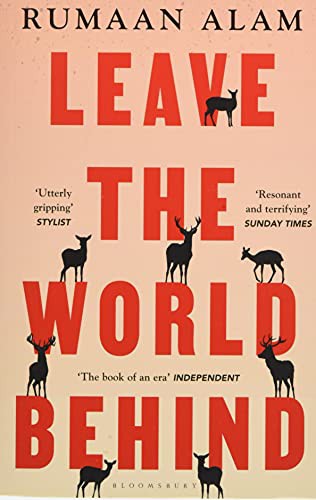 RUMAAN ALAM
LEAVE
THE
‘Utterly
gripping’
STYLIST
‘Resonant
and terrifying’
SUNDAY TIMES
WORLD
‘The book of an era’ INDEPENDENT
BEHIND
BLOOMSBURY